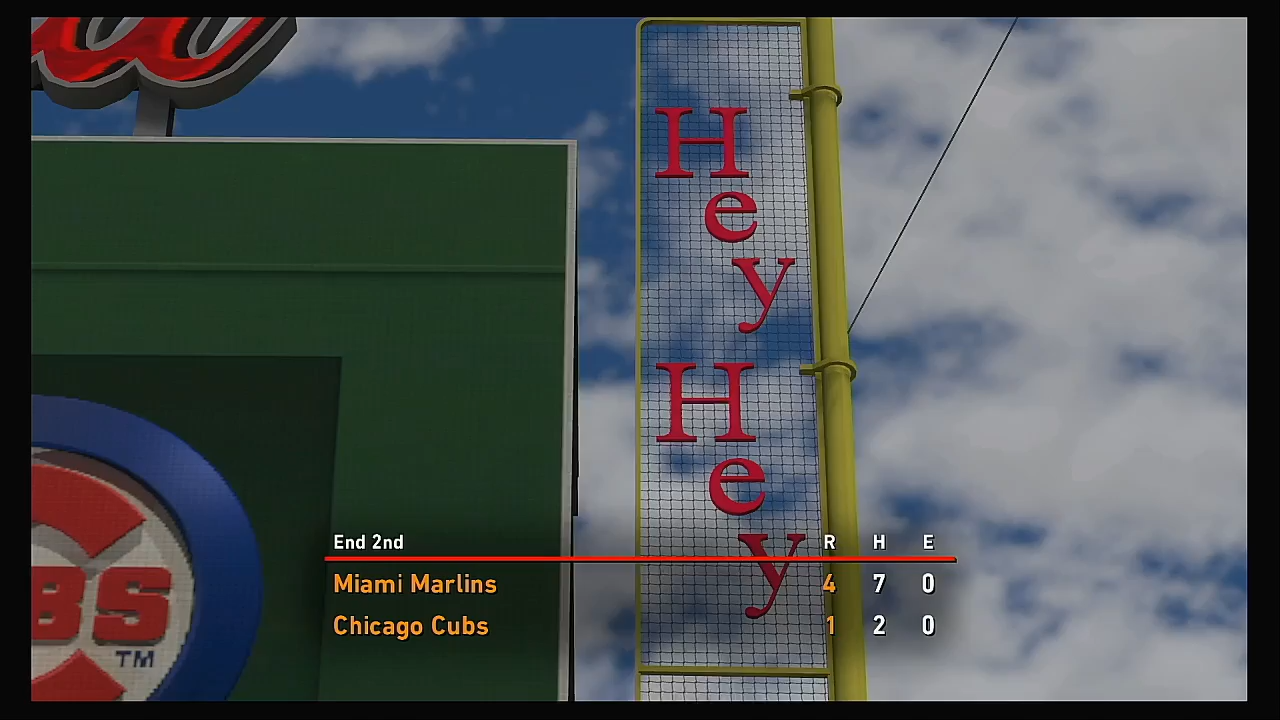 Hey
Hey
BS
TM
End 2nd R H E
Miami Marlins 4 7 0
Chicago Cubs 1 2 0